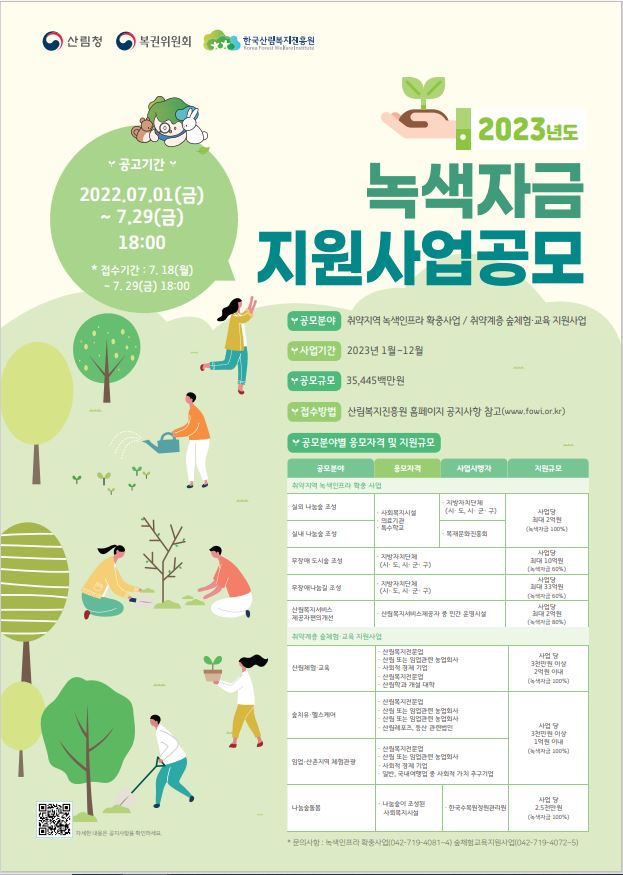 산림청 복권위원회 한국산림복지진흥원
Korea Forest Welfare Institute
공고기간
2022.07.01(금)
~ 7.29(금)
18:00
* 접수기간 : 7. 18(월)
~ 7. 29(금) 18:00
2023년도
녹색자금
지원사업공모
공모분야 취약지역 녹색인프라 확충사업 / 취약계층 숲체험·교육 지원사업
사업기간 2023년 1월~12월
공모규모 35,445백만원
접수방법 산림복지진흥원 홈페이지 공지사항 참고(www.fowi.or.kr)
공모분야별 응모자격 및 지원규모
공모분야 응모자격 사업시행자 지원규모
취약지역 녹색인프라 확충 사업
실외 나눔숲 조성
실내 나눔숲 조성
· 사회복지시설
· 의료기관
· 특수학교
· 지방자치단체
(시· 도, 시· 군· 구)
· 목재문화진흥회
사업당
최대 2억원
(녹색자금 100%)
무장애 도시숲 조성
· 지방자치단체
(시· 도, 시· 군· 구)
사업당
최대 10억원
(녹색자금 60%)
무장애나눔길 조성
· 지방자치단체
(시· 도, 시· 군· 구)
사업당
최대 33억원
(녹색자금 60%)
산림복지서비스
제공자편의개선
· 산림복지서비스제공자 중 민간 운영시설
사업당
최대 2억원
(녹색자금 80%)
취약계층 숲체험·교육 지원사업
산림체험·교육
· 산림복지전문업
· 산림 또는 임업관련 농업회사
· 사회적 경제 기업
· 산림복지전문업
· 산림학과 개설 대학
사업 당
3천만원 이상
2억원 이내
(녹색자금 100%)
숲치유·헬스케어
· 산림복지전문업
· 산림 또는 임업관련 농업회사
· 산림 또는 임업관련 농업회사
· 산림레포츠, 등산 관련법인
임업·산촌지역 체험관광
· 산림복지전문업
· 산림 또는 임업관련 농업회사
· 사회적 경제 기업
· 일반, 국내여행업 중 사회적 가치 추구기업
사업 당
3천만원 이상
1억원 이내
(녹색자금 100%)
나눔숲돌봄
· 나눔숲이 조성된
사회복지시설
· 한국수목원정원관리원
사업 당
2.5천만원
(녹색자금 100%)
자세한 내용은 공지사항을 확인하세요.
* 문의사항 : 녹색인프라 확충사업(042-719-4081~4) 숲체험교육지원사업(042-719-4072~5)